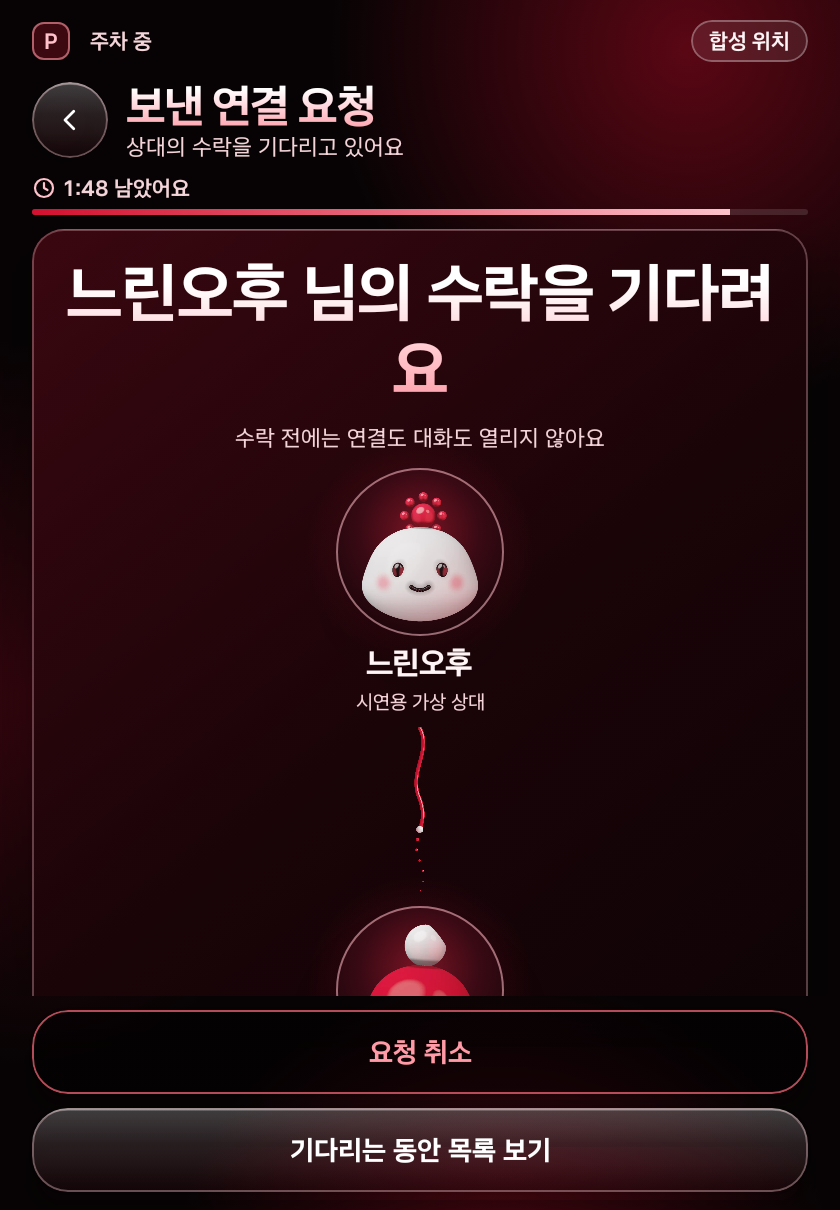 P 주차 중 합성 위치
보낸 연결 요청
상대의 수락을 기다리고 있어요
1:48 남았어요
느린오후 님의 수락을 기다려
요
수락 전에는 연결도 대화도 열리지 않아요
느린오후
시연용 가상 상대
요청 취소
기다리는 동안 목록 보기